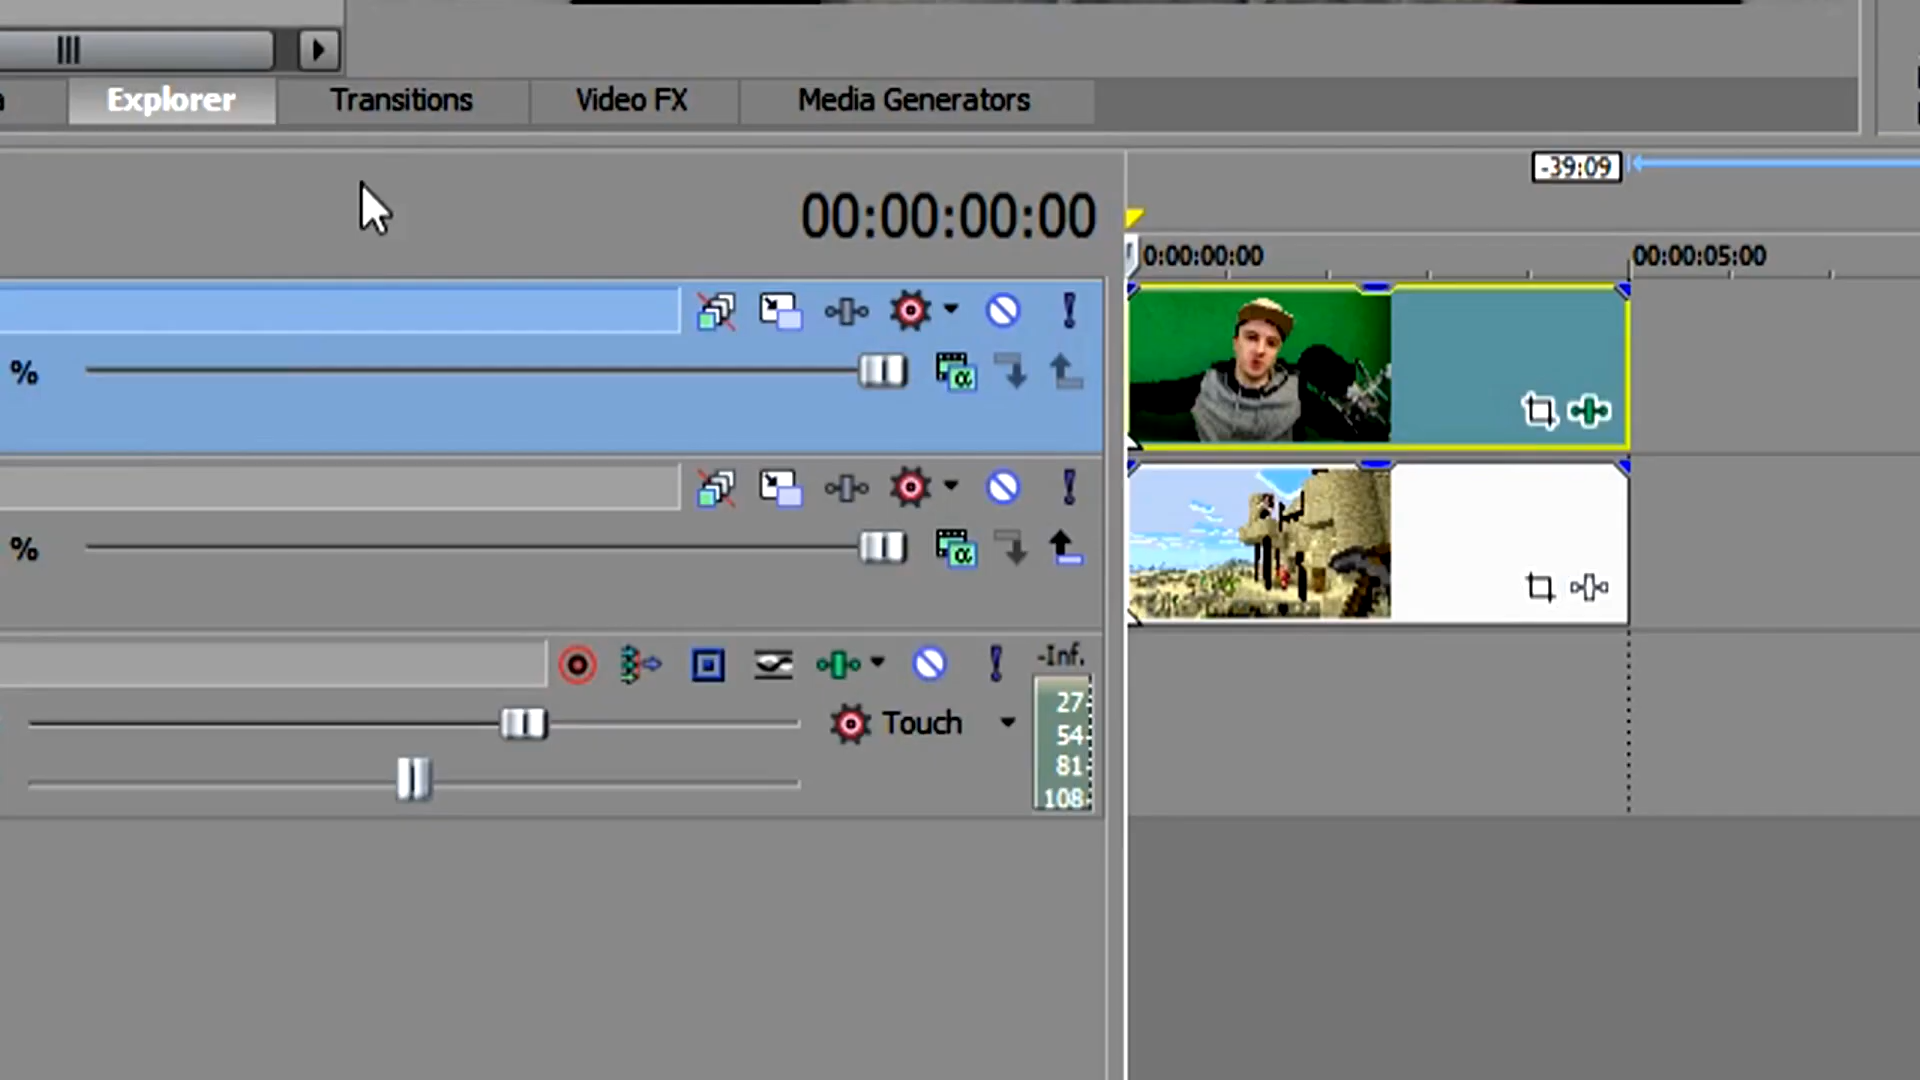 Explorer
Transitions
Video FX
Media Generators
-39:09
00:00:00:00
0:00:00:00
00:00:05:00
%
%
-Inf.
27
54
81
108
Touch